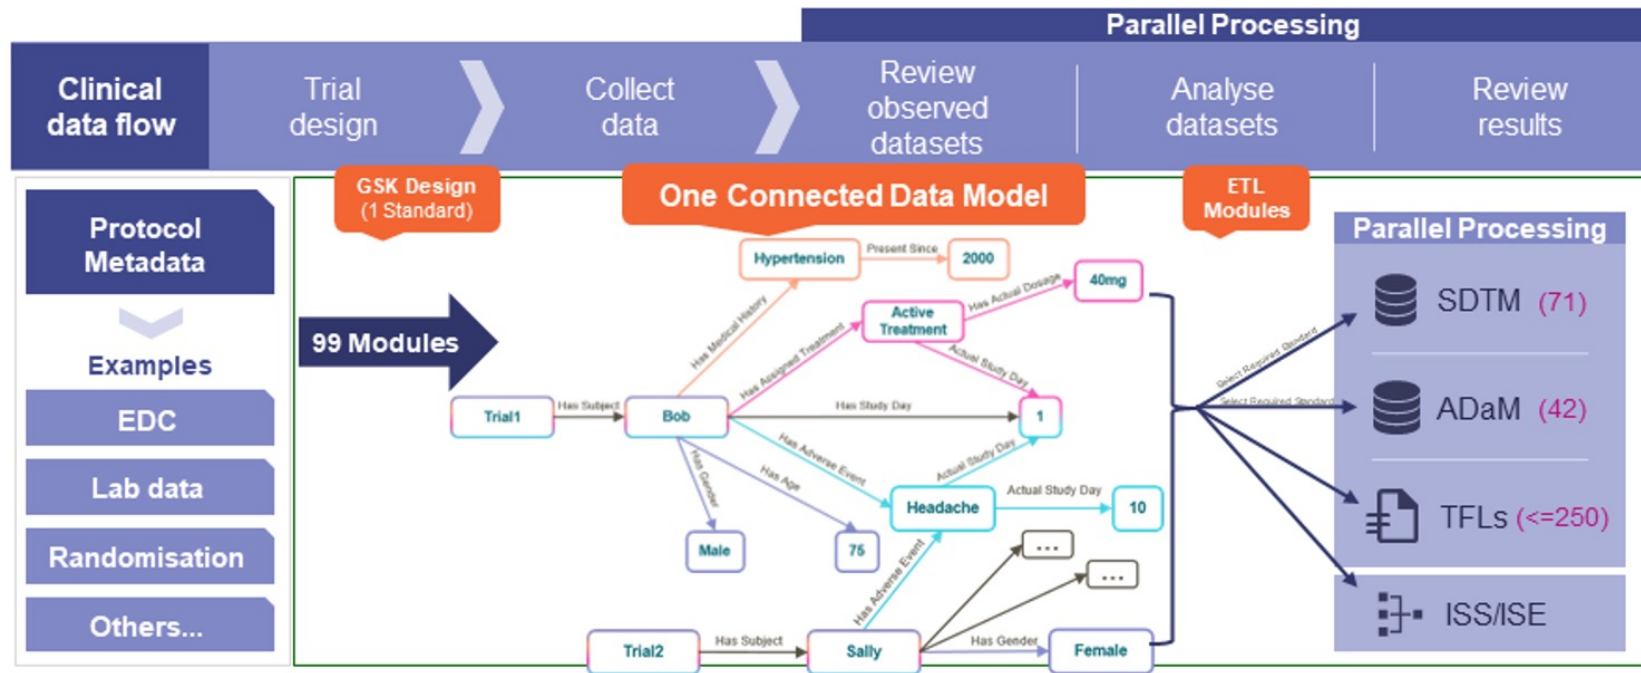 Parallel Processing
Clinical
data flow
Trial
design
Collect
data
Review
observed
datasets
Analyse
datasets
Review
results
Protocol
Metadata
Examples
EDC
Lab data
Randomisation
Others...
GSK Design
(1 Standard)
One Connected Data Model
ETL
Modules
99 Modules
Hypertension
Present Since
2000
Has Medical History
Active
Treatment
Has Actual Dosage
40mg
Has Assigned Treatment
Actual Study Day
Trial1
Has Subject
Bob
Has Study Day
1
Has Adverse Event
Actual Study Day
Has Gender
Has Age
Headache
Actual Study Day
10
Male
75
Has Adverse Event
...
...
Trial2
Has Subject
Sally
Has Gender
Female
Select Required Standard
Select Required Standard
Parallel Processing
SDTM (71)
ADaM (42)
TFLs (<=250)
ISS/ISE